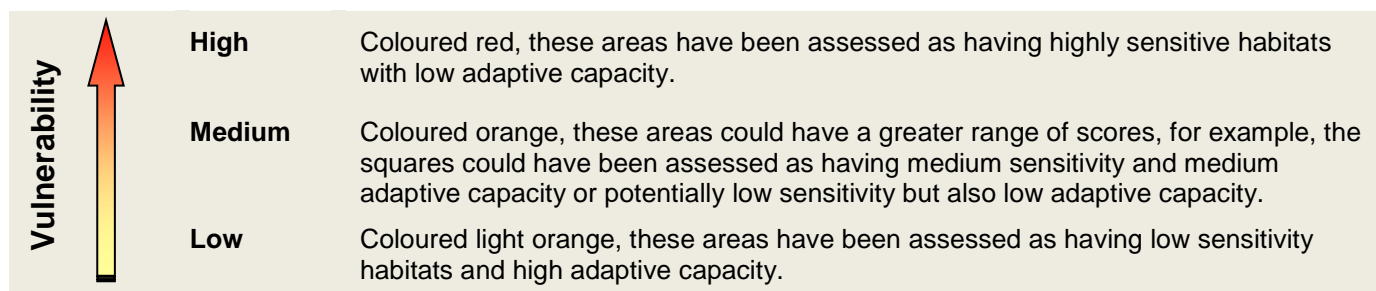 Vulnerability
High
Coloured red, these areas have been assessed as having highly sensitive habitats
with low adaptive capacity.
Medium
Coloured orange, these areas could have a greater range of scores, for example, the
squares could have been assessed as having medium sensitivity and medium
adaptive capacity or potentially low sensitivity but also low adaptive capacity.
Low
Coloured light orange, these areas have been assessed as having low sensitivity
habitats and high adaptive capacity.